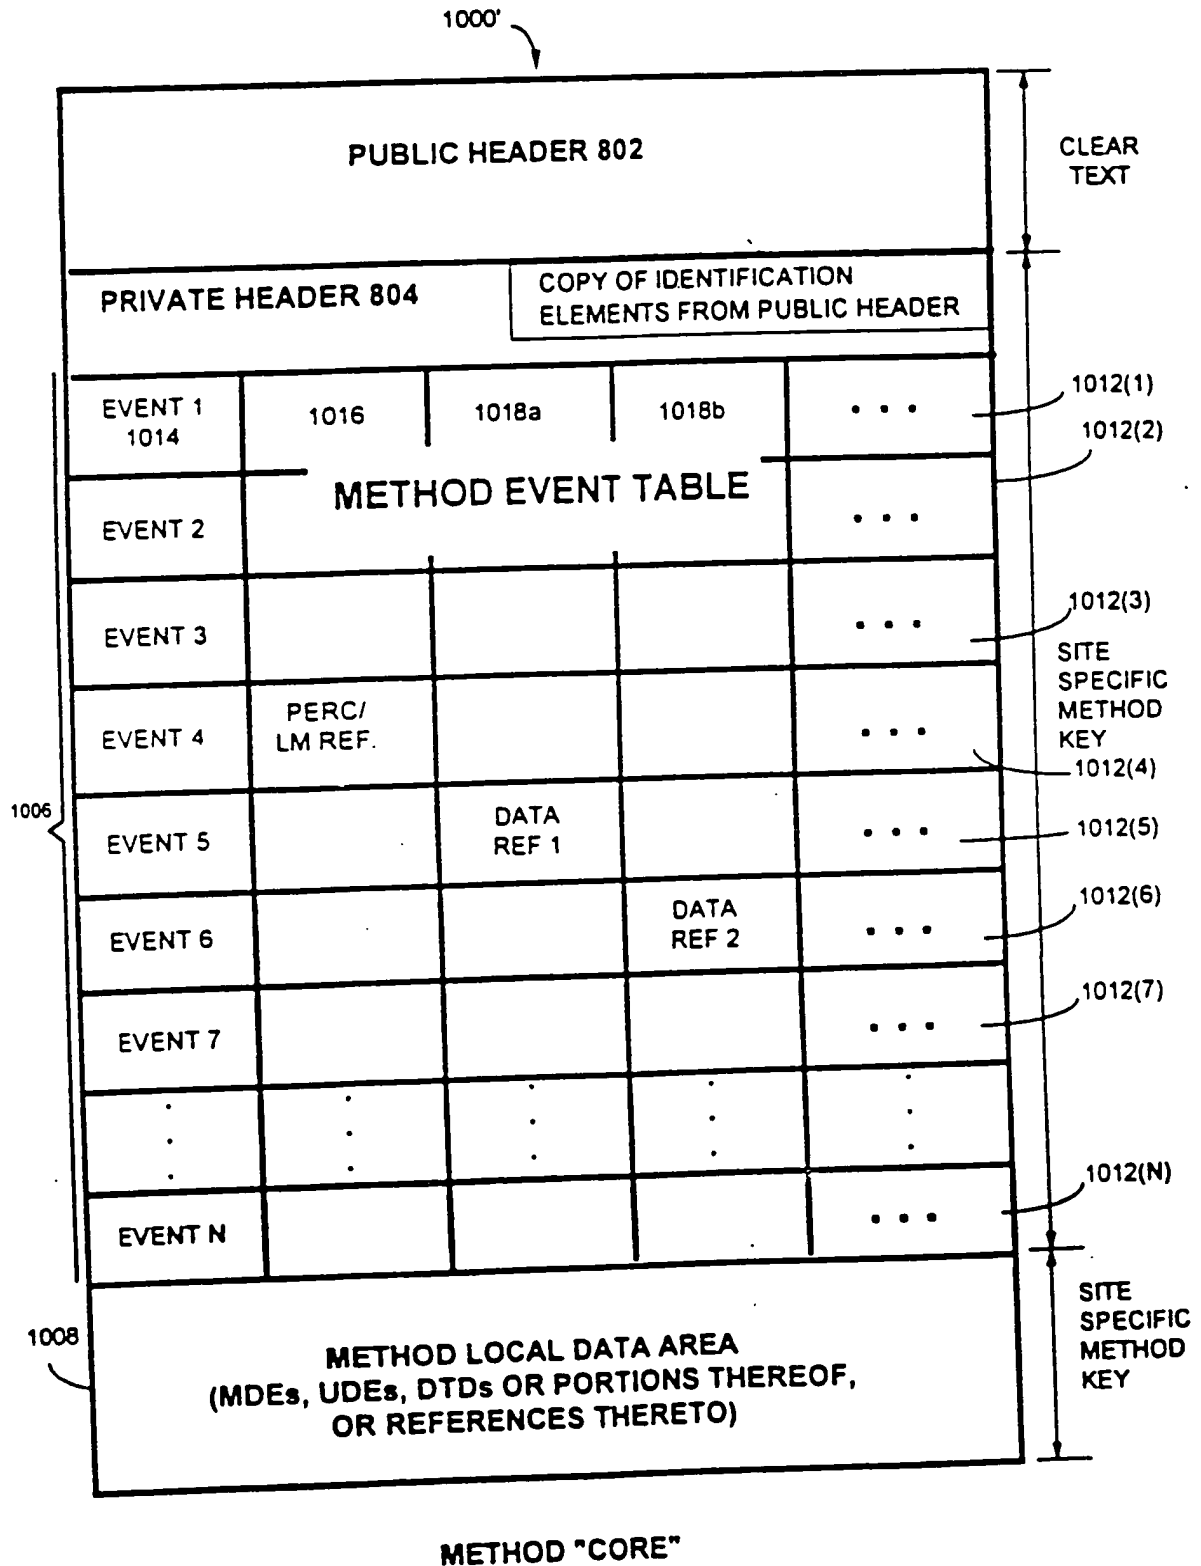 1000'
PUBLIC HEADER 802
CLEAR
TEXT
PRIVATE HEADER 804
COPY OF IDENTIFICATION
ELEMENTS FROM PUBLIC HEADER
EVENT 1
1014
1016
1018a
1018b
• • •
1012(1)
1012(2)
METHOD EVENT TABLE
EVENT 2
• • •
EVENT 3
• • •
1012(3)
SITE
SPECIFIC
METHOD
KEY
EVENT 4
PERC/
LM REF.
• • •
1012(4)
1006
EVENT 5
DATA
REF 1
• • •
1012(5)
EVENT 6
DATA
REF 2
• • •
1012(6)
EVENT 7
• • •
1012(7)
EVENT N
• • •
1012(N)
1008
METHOD LOCAL DATA AREA
(MDEs, UDEs, DTDs OR PORTIONS THEREOF,
OR REFERENCES THERETO)
SITE
SPECIFIC
METHOD
KEY
METHOD "CORE"